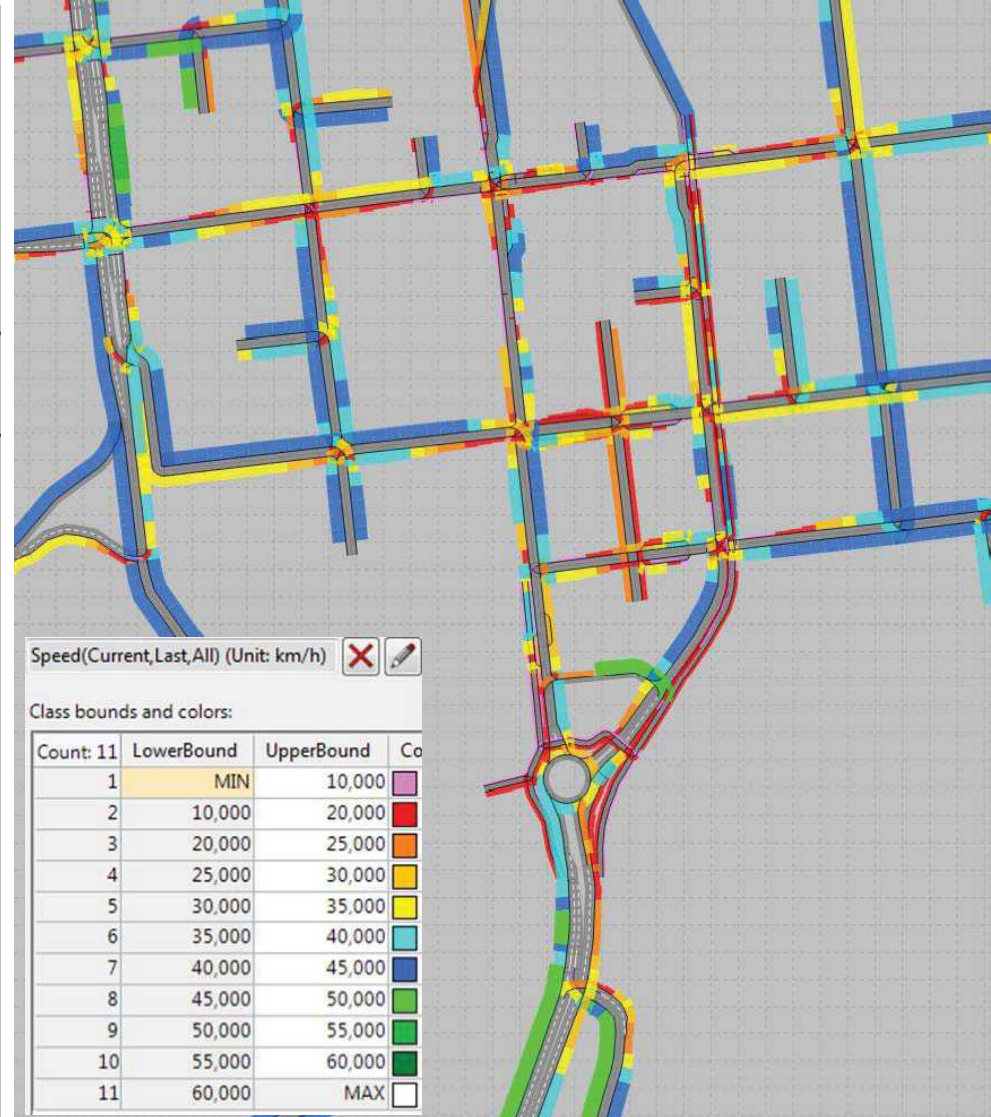 Speed(Current,Last,All) (Unit: km/h)
Class bounds and colors:
Count: 11 LowerBound UpperBound Co
1 MIN 10,000
2 10,000 20,000
3 20,000 25,000
4 25,000 30,000
5 30,000 35,000
6 35,000 40,000
7 40,000 45,000
8 45,000 50,000
9 50,000 55,000
10 55,000 60,000
11 60,000 MAX